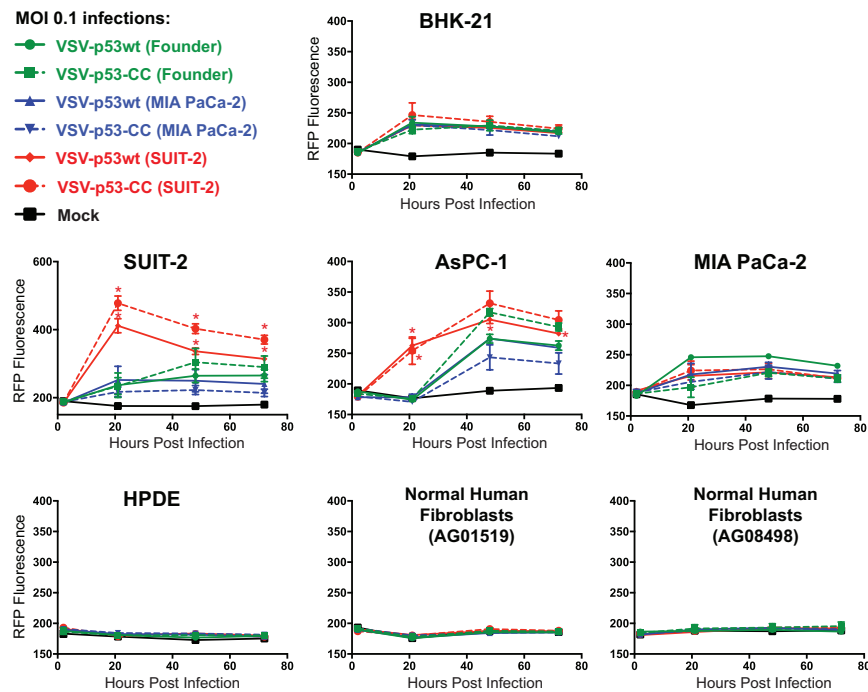 MOI 0.1 infections:
VSV-p53wt (Founder)
VSV-p53-CC (Founder)
VSV-p53wt (MIA PaCa-2)
VSV-p53-CC (MIA PaCa-2)
VSV-p53wt (SUIT-2)
VSV-p53-CC (SUIT-2)
Mock
BHK-21
RFP Fluorescence
400
350
300
250
200
150
0 20 40 60 80
Hours Post Infection
SUIT-2
RFP Fluorescence
600
400
200
* * * * * *
0 20 40 60 80
Hours Post Infection
AsPC-1
400
350
300
250
200
150
* * * *
0 20 40 60 80
Hours Post Infection
MIA PaCa-2
400
350
300
250
200
150
0 20 40 60 80
Hours Post Infection
HPDE
RFP Fluorescence
400
350
300
250
200
150
0 20 40 60 80
Hours Post Infection
Normal Human
Fibroblasts
(AG01519)
400
350
300
250
200
150
0 20 40 60 80
Hours Post Infection
Normal Human
Fibroblasts
(AG08498)
400
350
300
250
200
150
0 20 40 60 80
Hours Post Infection